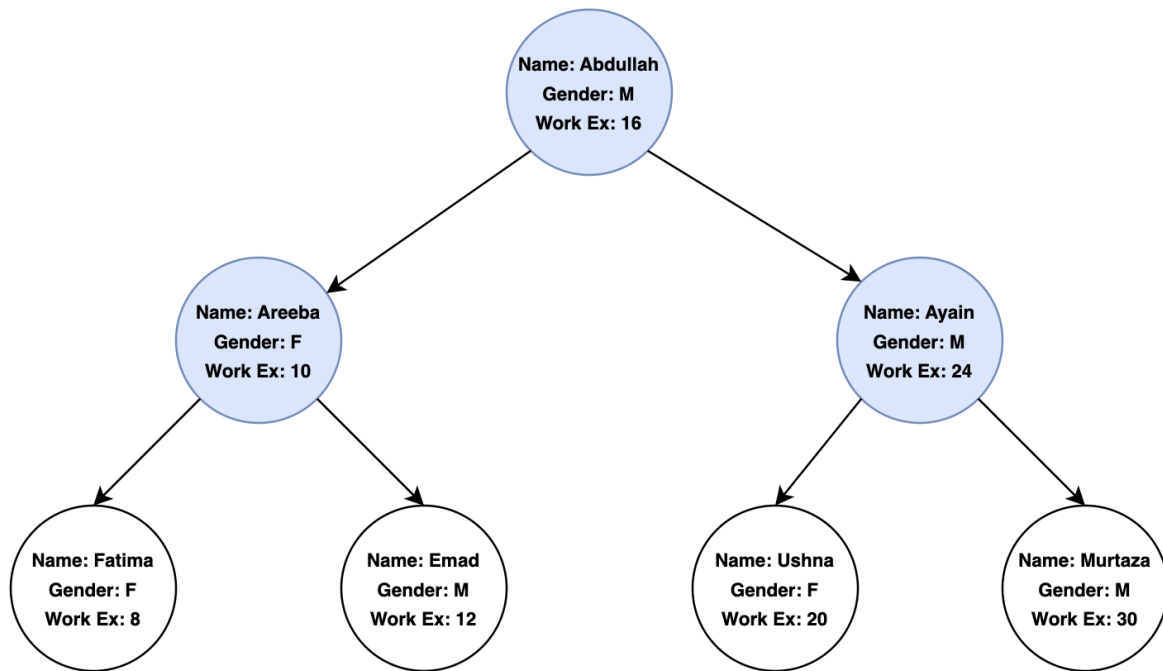 Name: Abdullah
Gender: M
Work Ex: 16
Name: Areeba
Gender: F
Work Ex: 10
Name: Ayain
Gender: M
Work Ex: 24
Name: Fatima
Gender: F
Work Ex: 8
Name: Emad
Gender: M
Work Ex: 12
Name: Ushna
Gender: F
Work Ex: 20
Name: Murtaza
Gender: M
Work Ex: 30